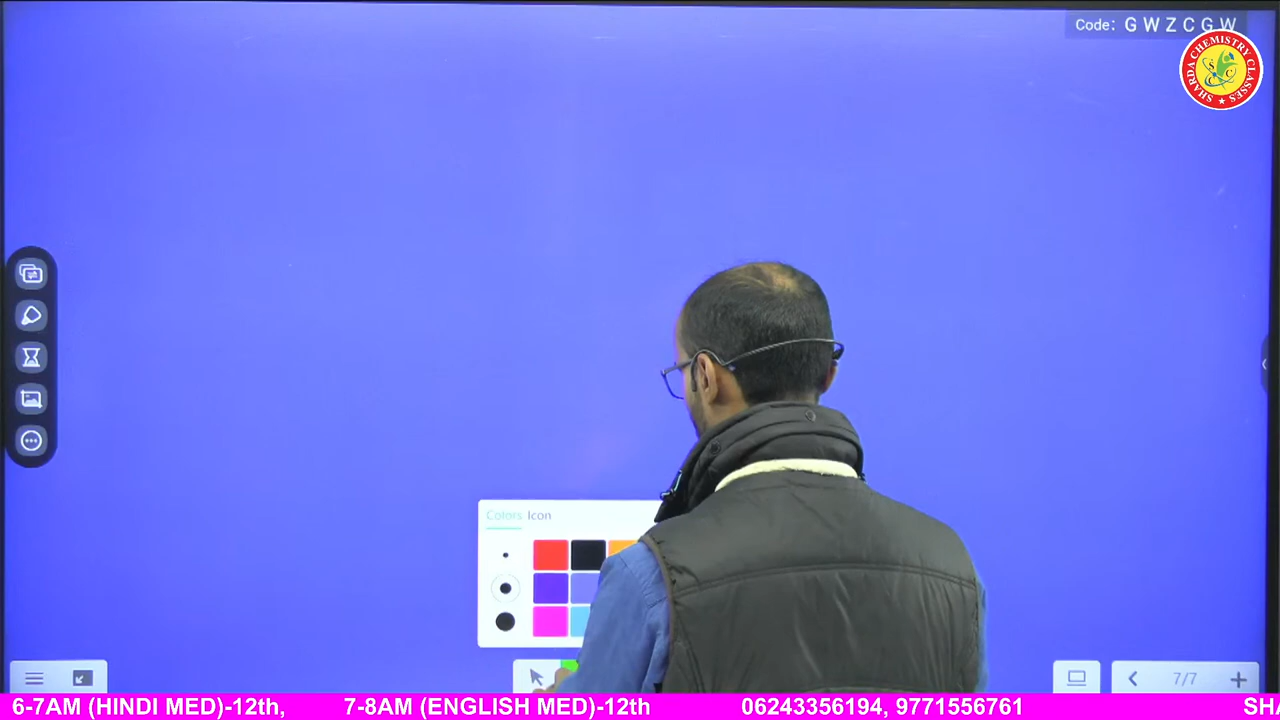 Code: GWZCGW
SHARDA CHEMISTRY CLASSES
S C C
Colors Icon
7/7
6-7AM (HINDI MED)-12th, 7-8AM (ENGLISH MED)-12th 06243356194, 9771556761 SHA